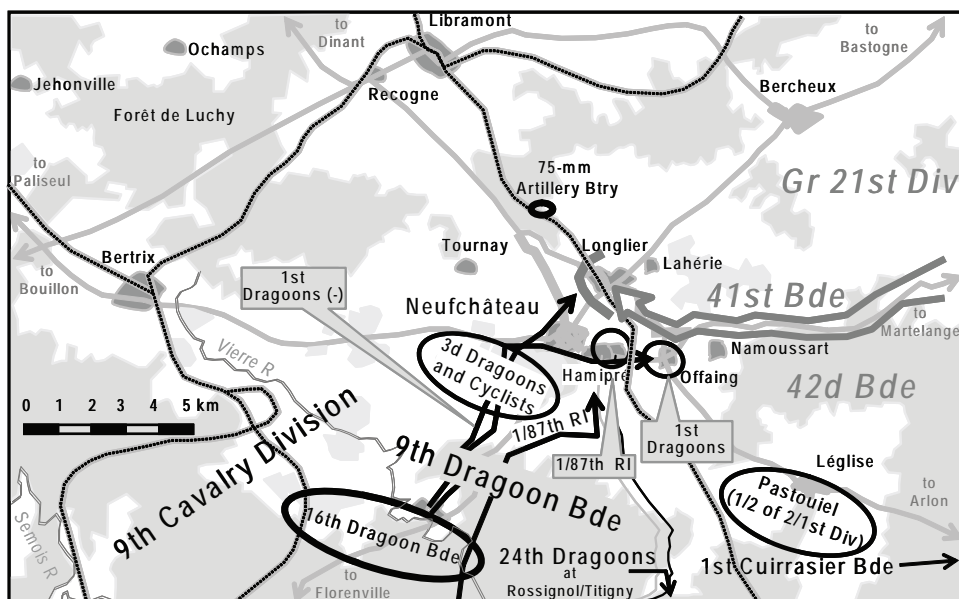 to
Dinant
Libramont
to
Bastogne
Ochamps
Jehonville
Recogne
Bercheux
Forêt de Luchy
to
Paliseul
75-mm
Artillery Btry
Gr 21st Div
Tournay
Longlier
Lahérie
Bertrix
to
Bouillon
1st
Dragoons (-)
41st Bde
Neufchâteau
to
Martelange
Vierre R
3d Dragoons
and Cyclists
Hamipré
Offaing
Namoussart
42d Bde
0 1 2 3 4 5 km
1/87th RI
1/87th RI
1st
Dragoons
9th Cavalry Division
9th Dragoon Bde
Léglise
Pastouiel
(1/2 of 2/1st Div)
to
Arlon
16th Dragoon Bde
Semois R
24th Dragoons
at
Rossignol/Titigny
1st Cuirrasier Bde
to
Florenville